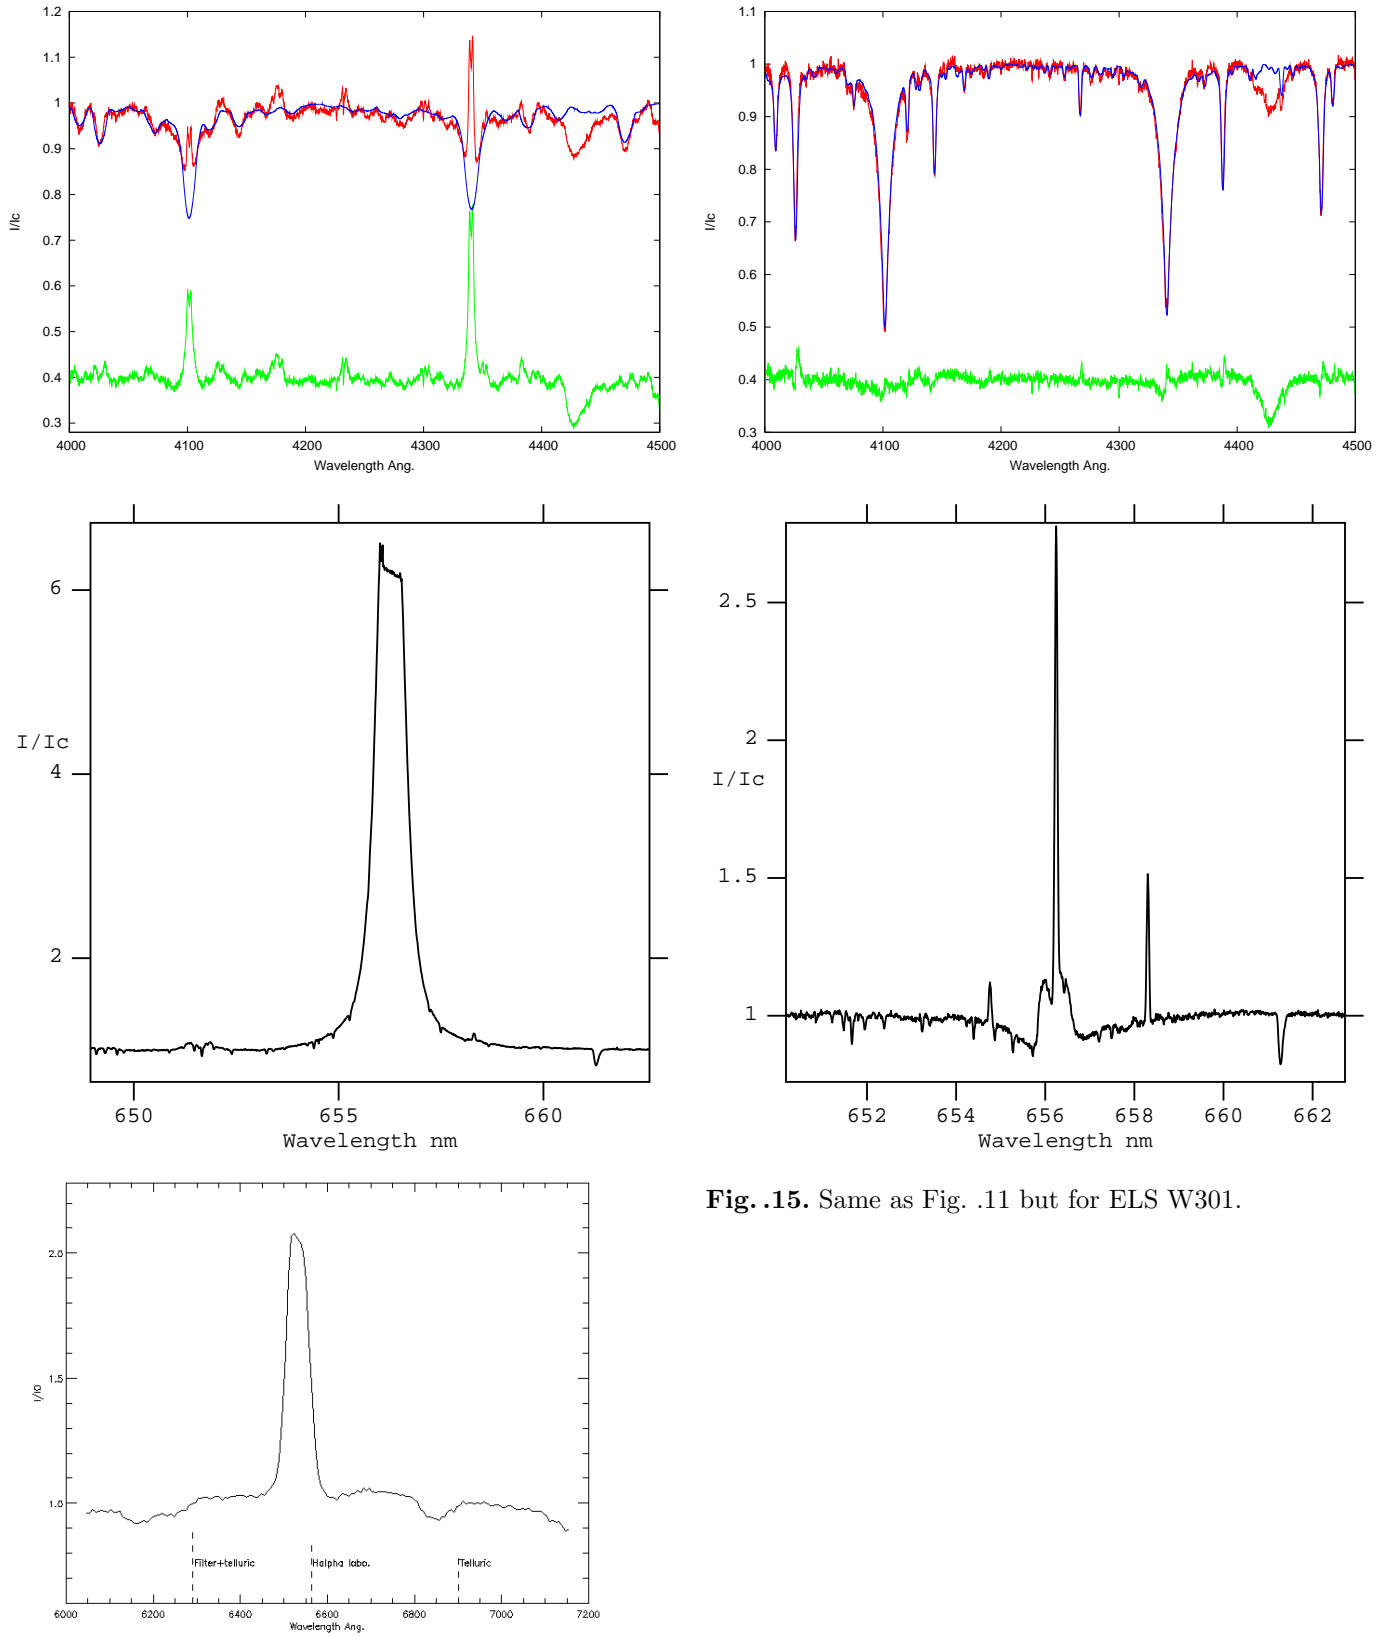 1.2
1.1
1
0.9
0.8
0.7
0.6
0.5
0.4
0.3
I/Ic
4000 4100 4200 4300 4400 4500
Wavelength Ang.
1.1
1
0.9
0.8
0.7
0.6
0.5
0.4
0.3
I/Ic
4000 4100 4200 4300 4400 4500
Wavelength Ang.
6
I/Ic
4
2
650 655 660
Wavelength nm
2.5
2
I/Ic
1.5
1
652 654 656 658 660 662
Wavelength nm
Fig. .15. Same as Fig. .11 but for ELS W301.
2.0
1.5
I/I0
1.0
Filter+telluric Halpha labo. Telluric
6000 6200 6400 6600 6800 7000 7200
Wavelength Ang.